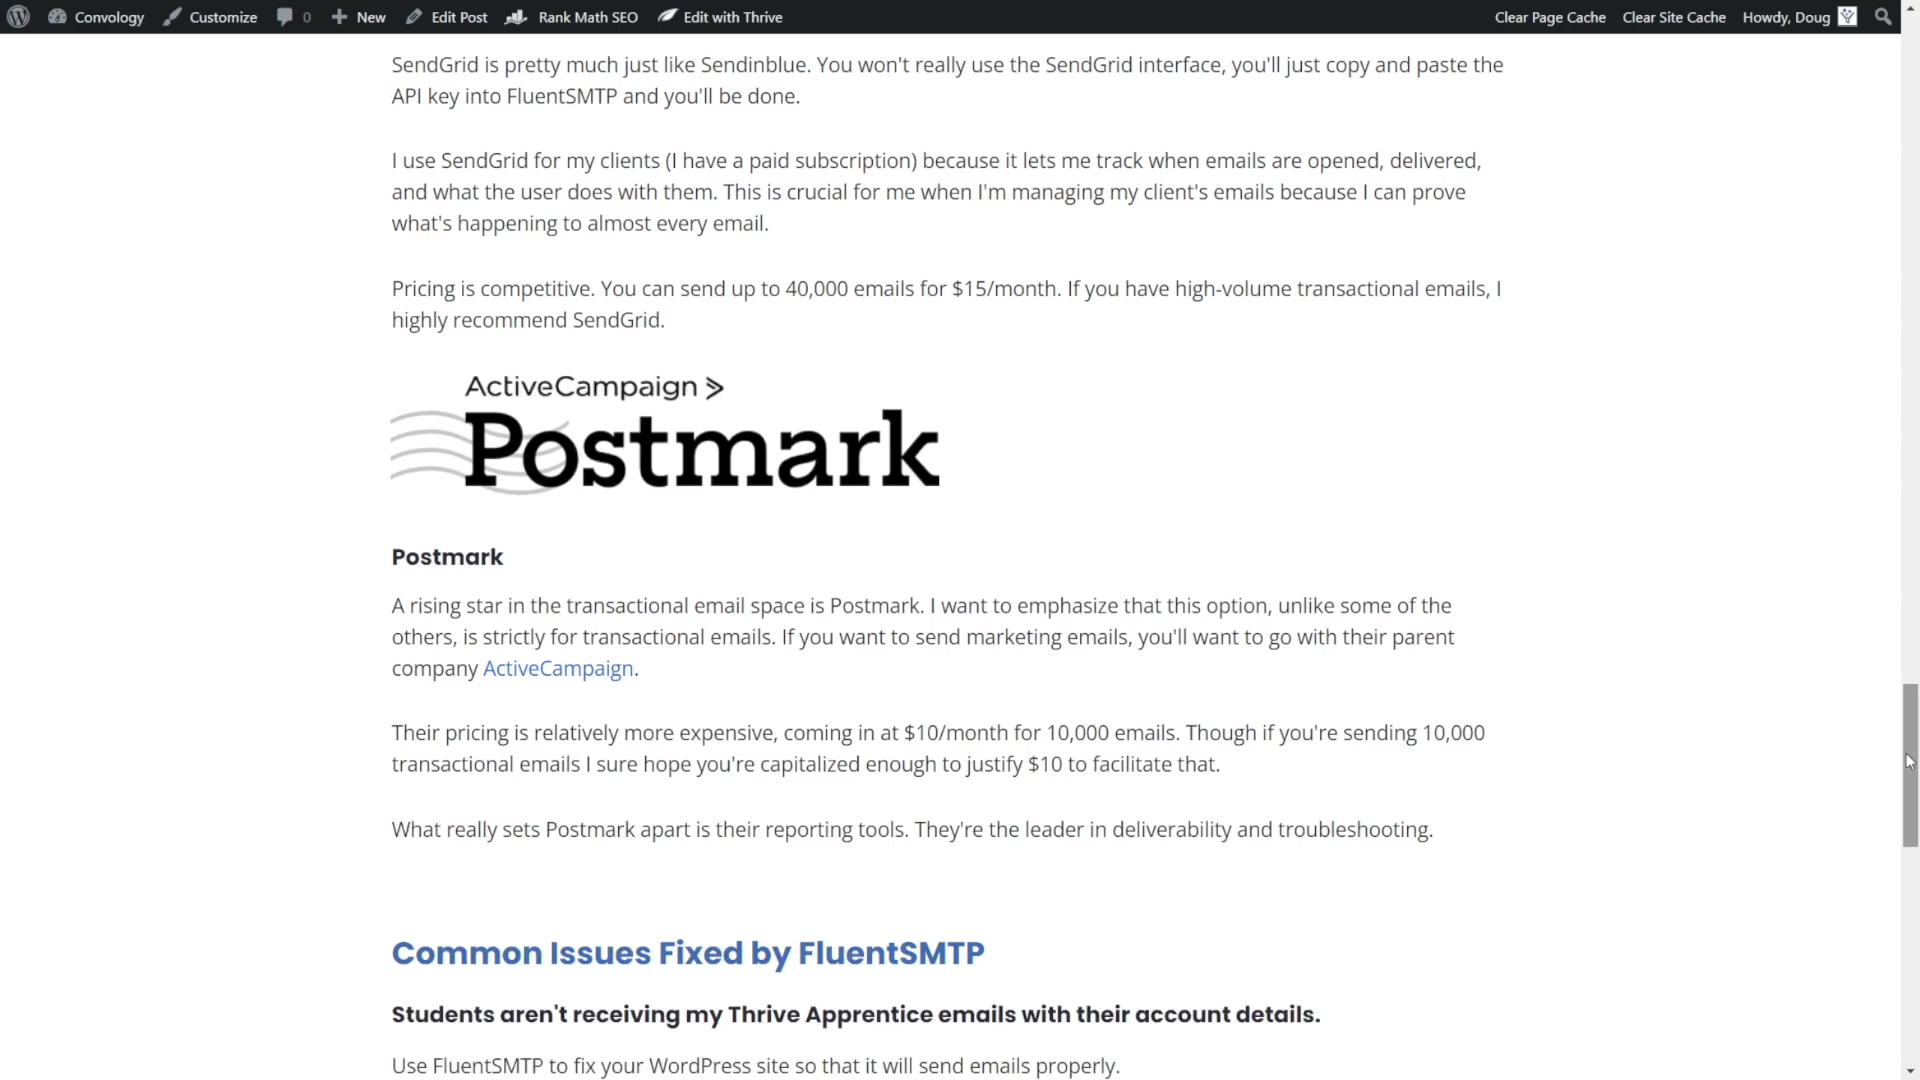 Convology Customize 0 New Edit Post Rank Math SEO Edit with Thrive Clear Page Cache Clear Site Cache Howdy, Doug
SendGrid is pretty much just like Sendinblue. You won't really use the SendGrid interface, you'll just copy and paste the
API key into FluentSMTP and you'll be done.
I use SendGrid for my clients (I have a paid subscription) because it lets me track when emails are opened, delivered,
and what the user does with them. This is crucial for me when I'm managing my client's emails because I can prove
what's happening to almost every email.
Pricing is competitive. You can send up to 40,000 emails for $15/month. If you have high-volume transactional emails, I
highly recommend SendGrid.
ActiveCampaign >
Postmark
Postmark
A rising star in the transactional email space is Postmark. I want to emphasize that this option, unlike some of the
others, is strictly for transactional emails. If you want to send marketing emails, you'll want to go with their parent
company ActiveCampaign.
Their pricing is relatively more expensive, coming in at $10/month for 10,000 emails. Though if you're sending 10,000
transactional emails I sure hope you're capitalized enough to justify $10 to facilitate that.
What really sets Postmark apart is their reporting tools. They're the leader in deliverability and troubleshooting.
Common Issues Fixed by FluentSMTP
Students aren't receiving my Thrive Apprentice emails with their account details.
Use FluentSMTP to fix your WordPress site so that it will send emails properly.